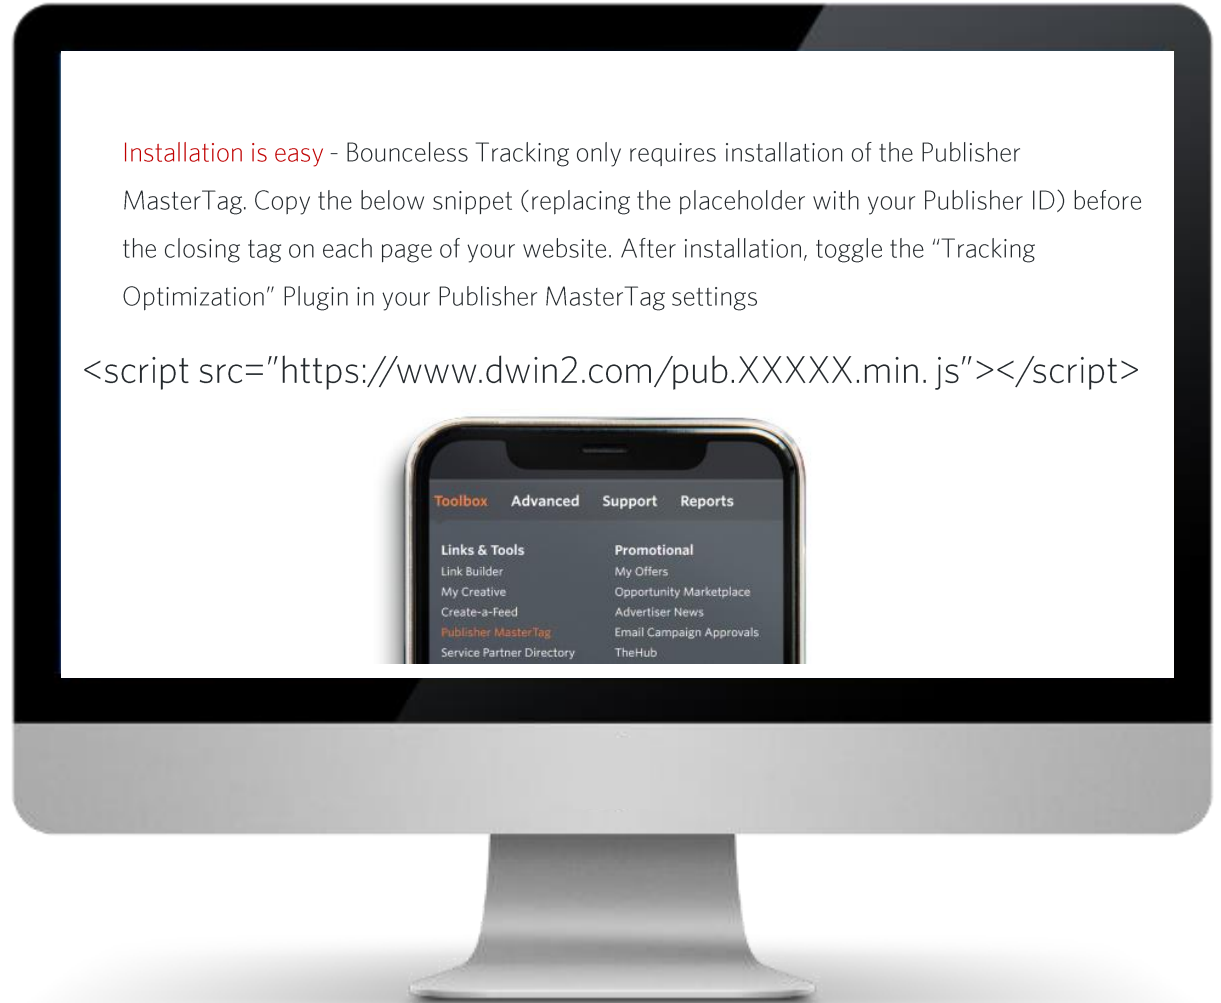 Installation is easy - Bounceless Tracking only requires installation of the Publisher
MasterTag. Copy the below snippet (replacing the placeholder with your Publisher ID) before
the closing tag on each page of your website. After installation, toggle the “Tracking
Optimization” Plugin in your Publisher MasterTag settings
<script src=”https://www.dwin2.com/pub.XXXXX.min. js”></script>
Toolbox Advanced Support Reports
Links & Tools
Link Builder
My Creative
Create-a-Feed
Publisher MasterTag
Service Partner Directory
Promotional
My Offers
Opportunity Marketplace
Advertiser News
Email Campaign Approvals
TheHub